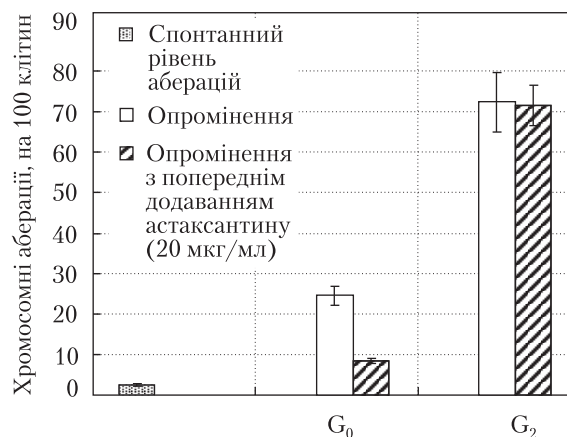 Хромосомні аберації, на 100 клітин
90
80
70
60
50
40
30
20
10
0
Спонтанний
рівень
аберацій
Опромінення
Опромінення
з попереднім
додаванням
астаксантину
(20 мкг/мл)
G₀
G₂